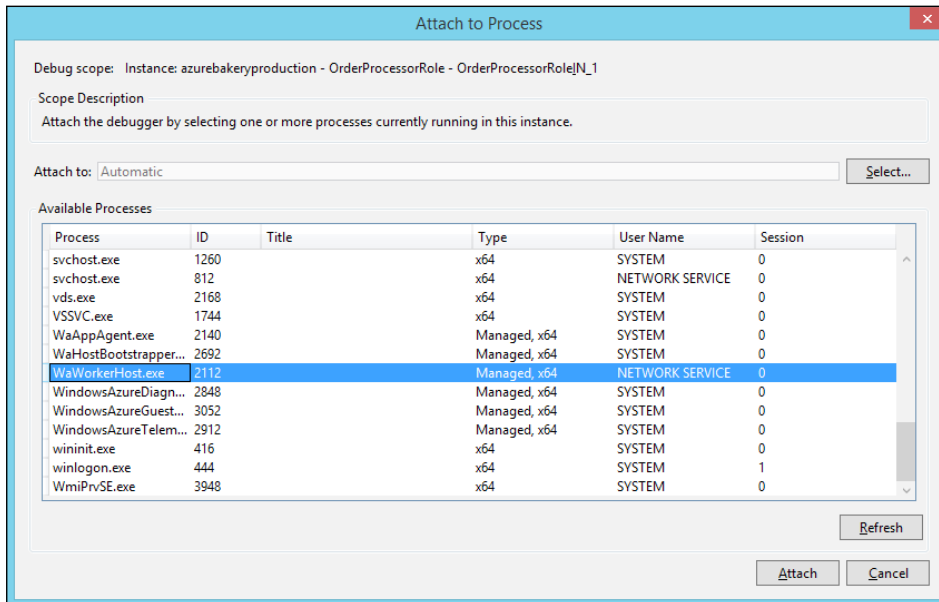 Attach to Process
Debug scope: Instance: azurebakeryproduction - OrderProcessorRole - OrderProcessorRole_IN_1
Scope Description
Attach the debugger by selecting one or more processes currently running in this instance.
Attach to: Automatic Select...
Available Processes
Process ID Title Type User Name Session
svchost.exe 1260 x64 SYSTEM 0
svchost.exe 812 x64 NETWORK SERVICE 0
vds.exe 2168 x64 SYSTEM 0
VSSVC.exe 1744 x64 SYSTEM 0
WaAppAgent.exe 2140 Managed, x64 SYSTEM 0
WaHostBootstrapper... 2692 Managed, x64 SYSTEM 0
WaWorkerHost.exe 2112 Managed, x64 NETWORK SERVICE 0
WindowsAzureDiagn... 2848 Managed, x64 SYSTEM 0
WindowsAzureGuest... 3052 Managed, x64 SYSTEM 0
WindowsAzureTelem... 2912 Managed, x64 SYSTEM 0
wininit.exe 416 x64 SYSTEM 0
winlogon.exe 444 x64 SYSTEM 1
WmiPrvSE.exe 3948 x64 SYSTEM 0
Refresh
Attach Cancel